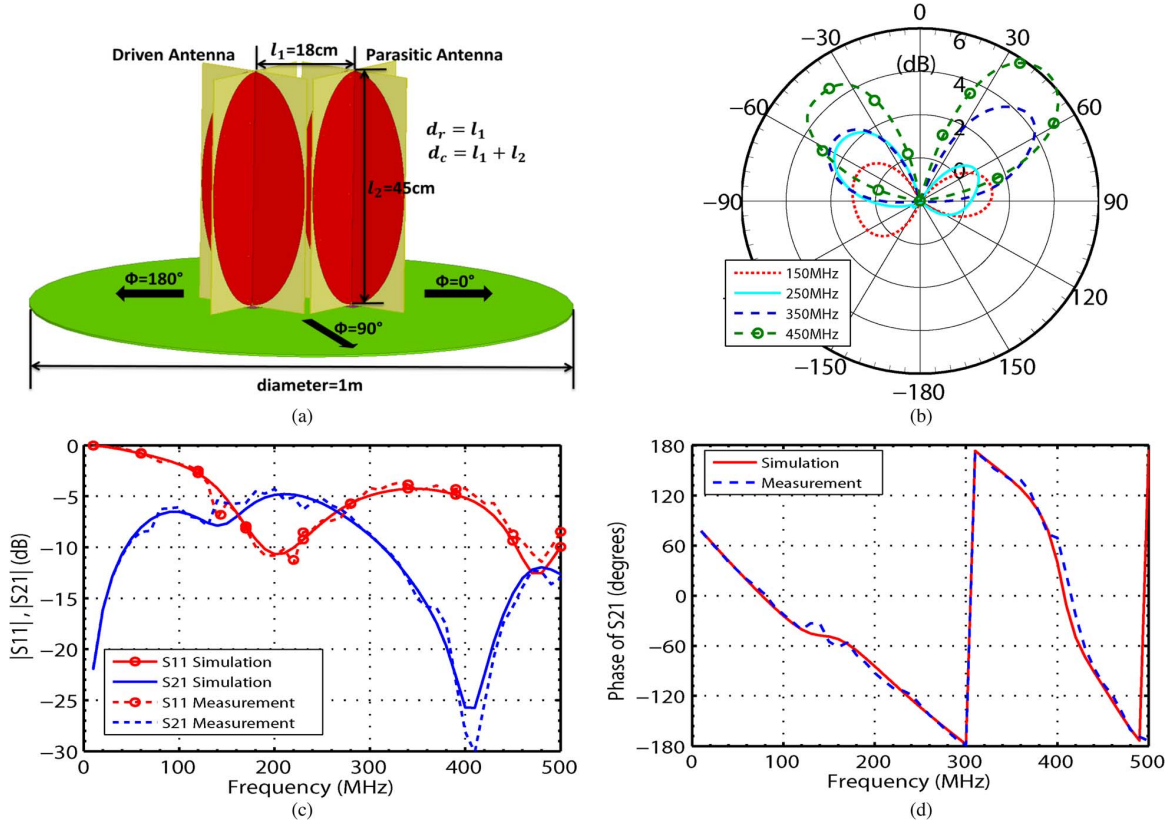 Driven Antenna
l₁=18cm
Parasitic Antenna
dᵣ = l₁
d_c = l₁ + l₂
l₂=45cm
Φ=180°
Φ=0°
Φ=90°
diameter=1m
(a)
0
−30
30
6
(dB)
4
−60
60
2
0
−90
90
150MHz
250MHz
350MHz
450MHz
−120
120
−150
150
−180
(b)
|S11| , |S21| (dB)
0
−5
−10
−15
−20
−25
−30
S11 Simulation
S21 Simulation
S11 Measurement
S21 Measurement
0
100
200
300
400
500
Frequency (MHz)
(c)
Phase of S21 (degrees)
180
120
60
0
−60
−120
−180
Simulation
Measurement
0
100
200
300
400
500
Frequency (MHz)
(d)